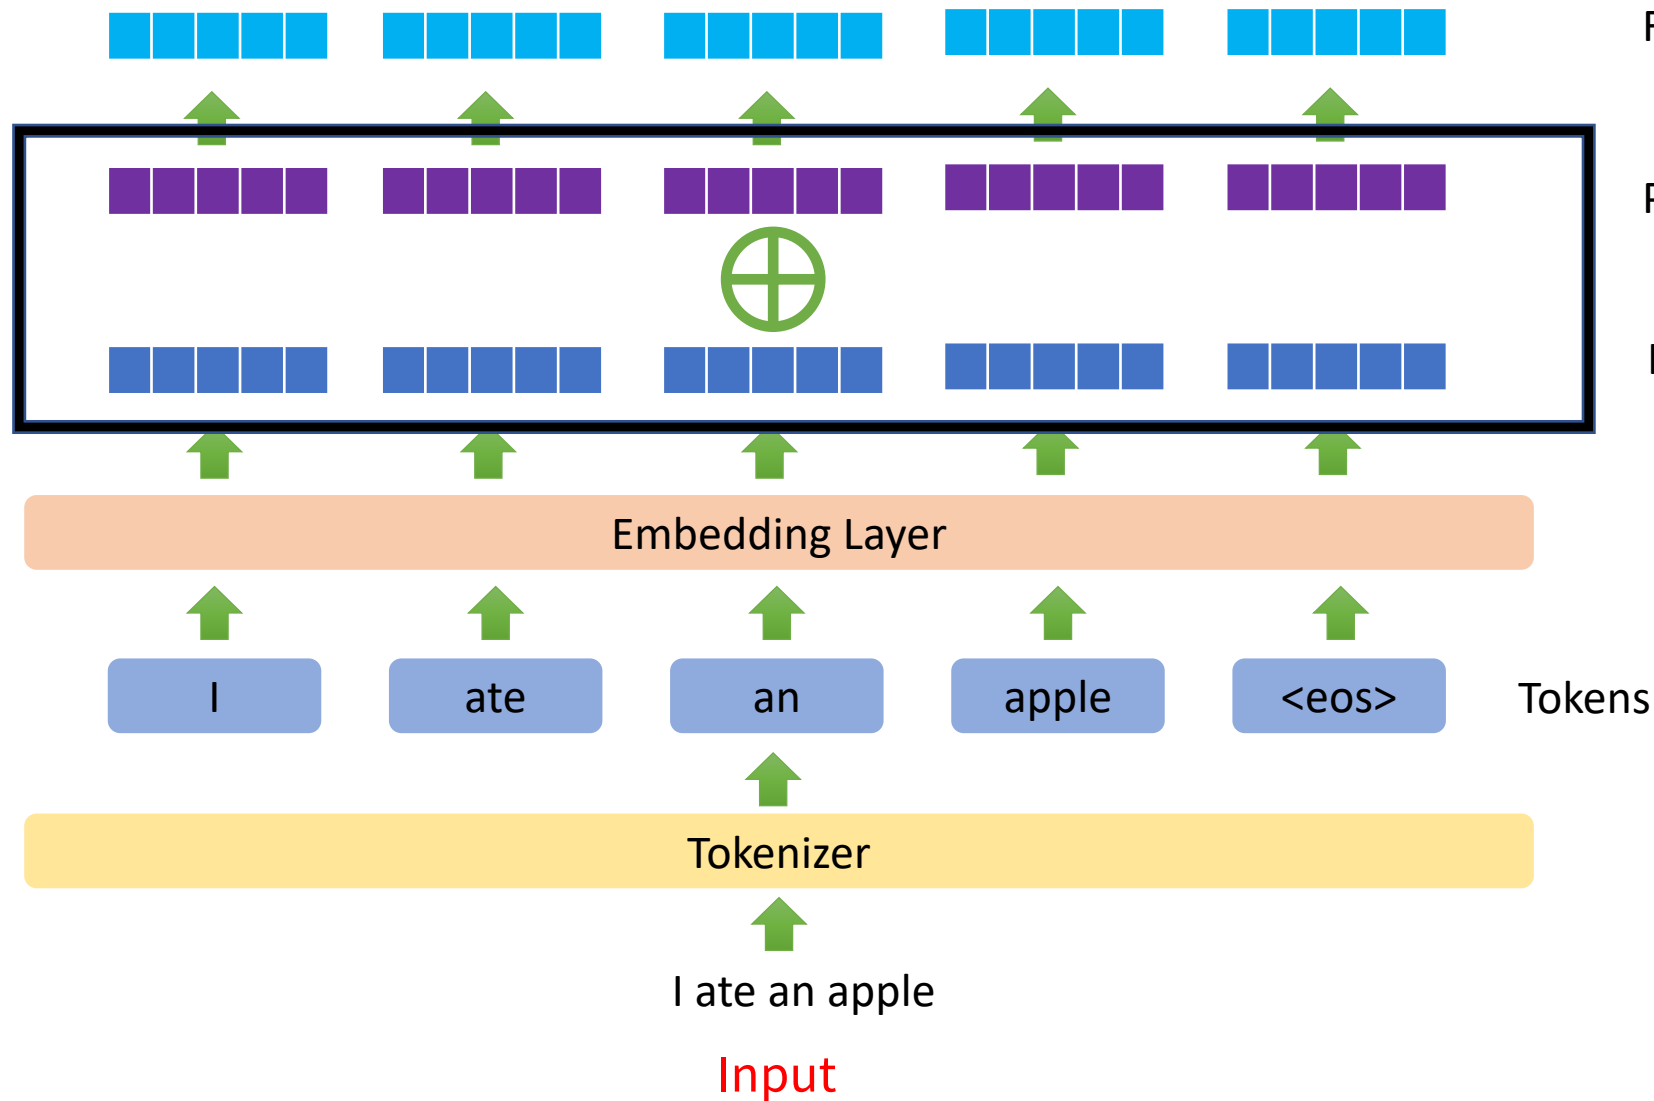 Embedding Layer
I
ate
an
apple
<eos>
Tokens
Tokenizer
I ate an apple
Input